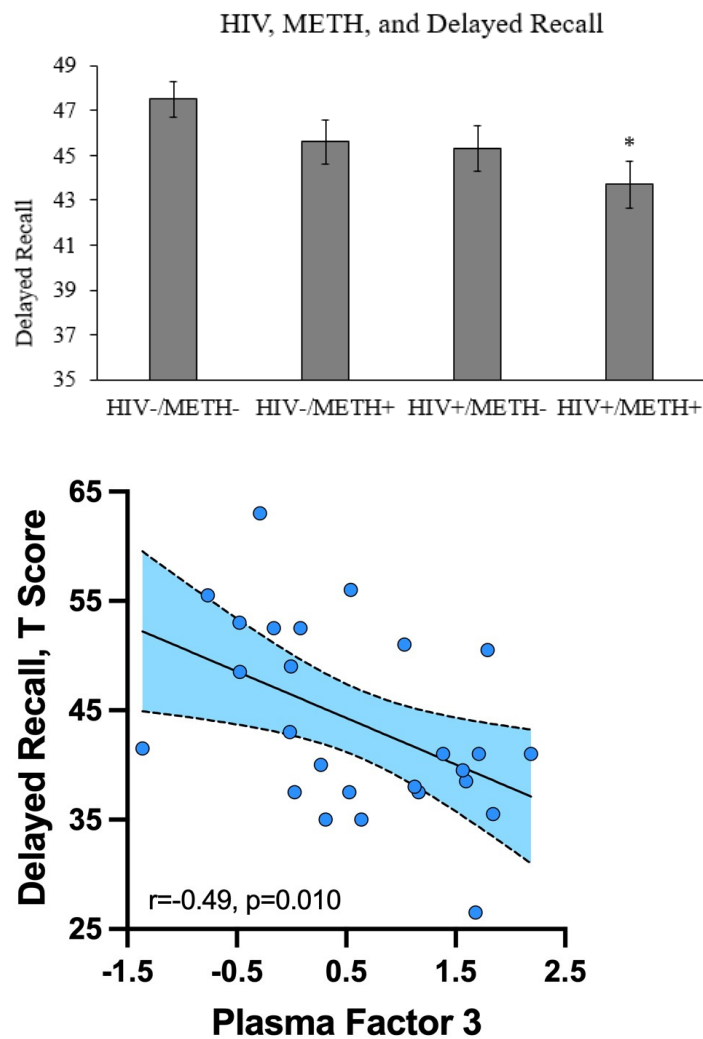 HIV, METH, and Delayed Recall
49
47
45
43
41
39
37
35
Delayed Recall
*
HIV-/METH- HIV-/METH+ HIV+/METH- HIV+/METH+
65
55
45
35
25
Delayed Recall, T Score
r=-0.49, p=0.010
-1.5 -0.5 0.5 1.5 2.5
Plasma Factor 3